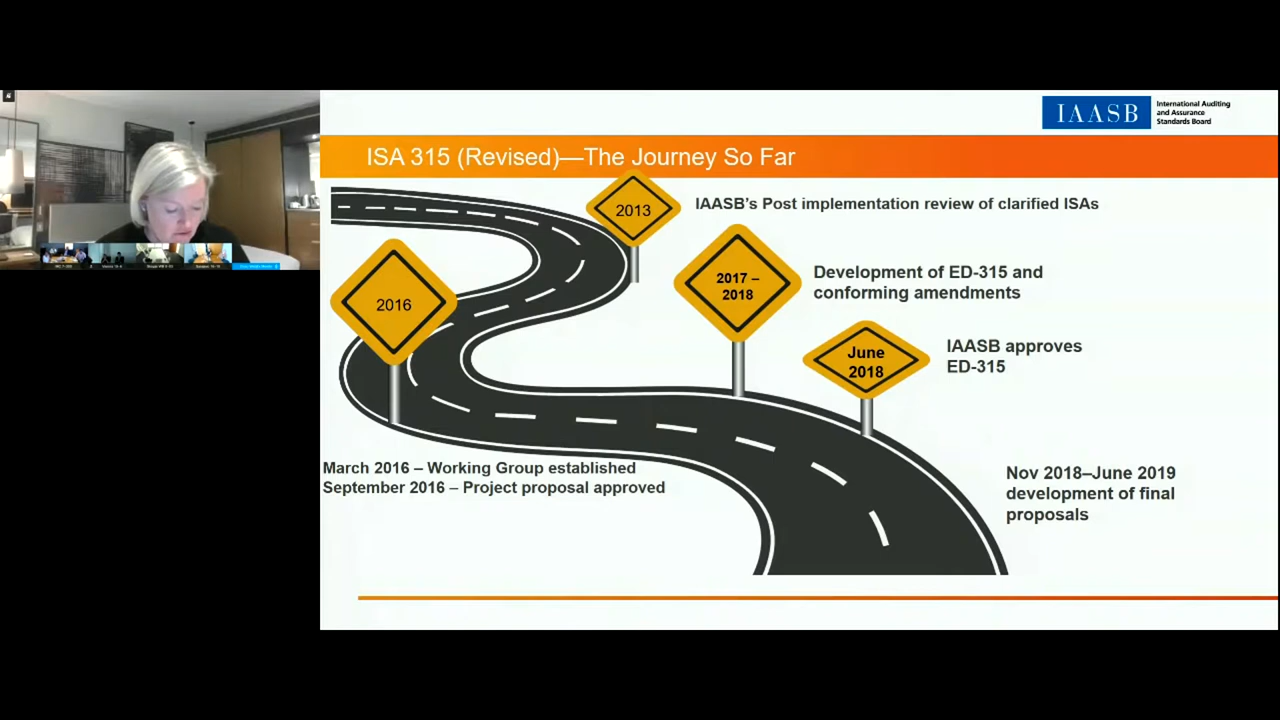 IAASB
International Auditing
and Assurance
Standards Board
ISA 315 (Revised)—The Journey So Far
2013
IAASB's Post implementation review of clarified ISAs
2016
2017 –
2018
Development of ED-315 and
conforming amendments
June
2018
IAASB approves
ED-315
March 2016 – Working Group established
September 2016 – Project proposal approved
Nov 2018–June 2019
development of final
proposals